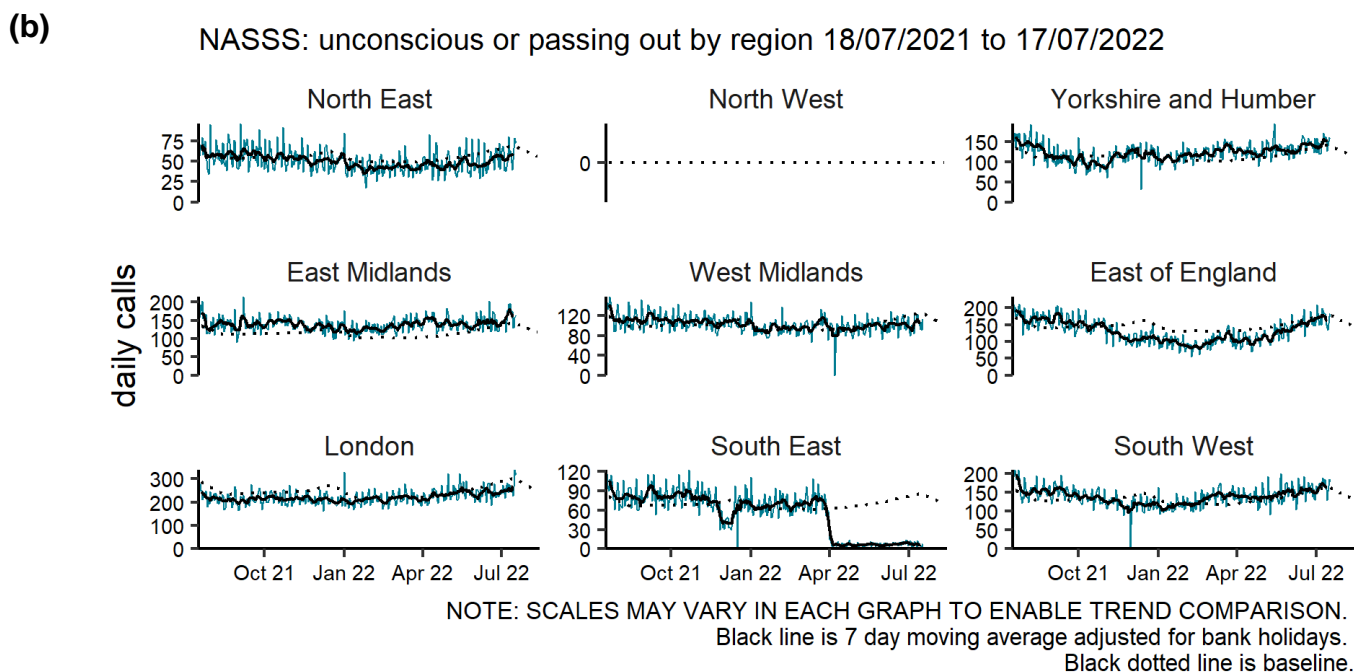 (b)
NASSS: unconscious or passing out by region 18/07/2021 to 17/07/2022
North East
North West
Yorkshire and Humber
75
50
25
0
0
150
100
50
0
daily calls
East Midlands
West Midlands
East of England
200
150
100
50
0
120
80
40
0
200
150
100
50
0
London
South East
South West
300
200
100
0
120
90
60
30
0
200
150
100
50
0
Oct 21 Jan 22 Apr 22 Jul 22
Oct 21 Jan 22 Apr 22 Jul 22
Oct 21 Jan 22 Apr 22 Jul 22
NOTE: SCALES MAY VARY IN EACH GRAPH TO ENABLE TREND COMPARISON.
Black line is 7 day moving average adjusted for bank holidays.
Black dotted line is baseline.